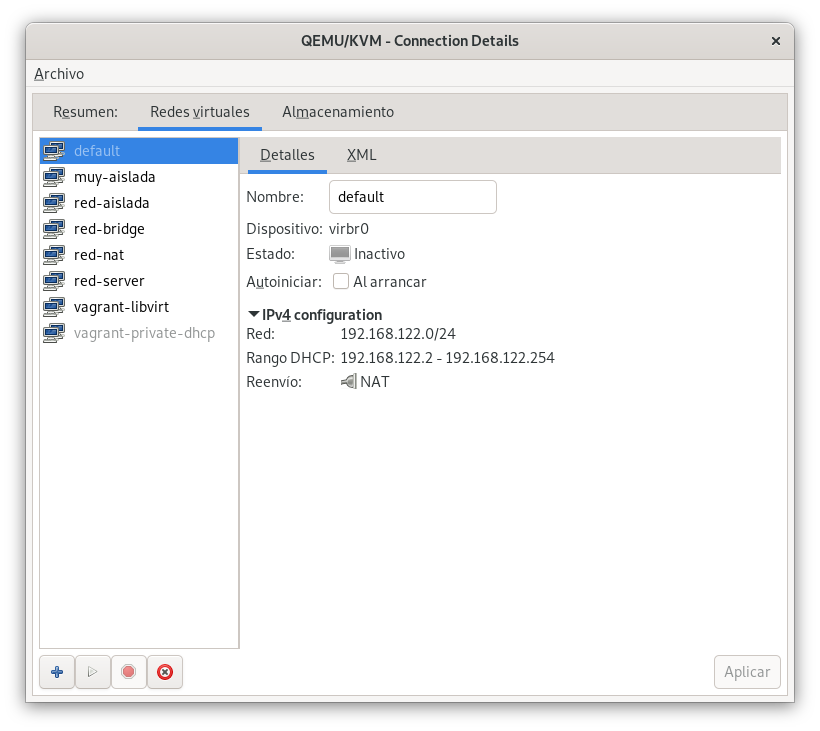 QEMU/KVM - Connection Details
Archivo
Resumen: Redes virtuales Almacenamiento
default
muy-aislada
red-aislada
red-bridge
red-nat
red-server
vagrant-libvirt
vagrant-private-dhcp
Detalles XML
Nombre: default
Dispositivo: virbr0
Estado: Inactivo
Autoiniciar: Al arrancar
IPv4 configuration
Red: 192.168.122.0/24
Rango DHCP: 192.168.122.2 - 192.168.122.254
Reenvío: NAT
Aplicar